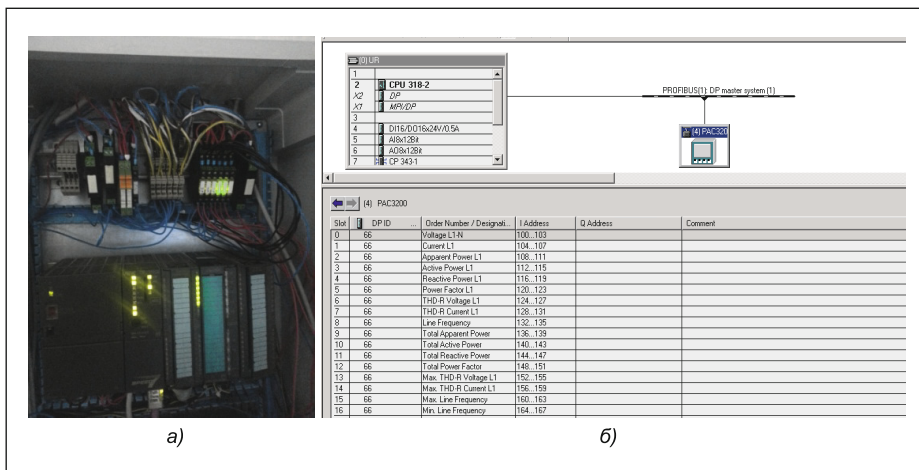 (0) UR
1
2 CPU 318-2
X2 DP
X1 MPI/DP
3
4 DI16/DO16x24V/0.5A
5 AI8x12Bit
6 AO8x12Bit
7 CP 343-1
PROFIBUS(1): DP master system (1)
(4) PAC320
(4) PAC3200
Slot DP ID ... Order Number / Designati... I Address Q Address Comment
0 66 Voltage L1-N 100...103
1 66 Current L1 104...107
2 66 Apparent Power L1 108...111
3 66 Active Power L1 112...115
4 66 Reactive Power L1 116...119
5 66 Power Factor L1 120...123
6 66 THD-R Voltage L1 124...127
7 66 THD-R Current L1 128...131
8 66 Line Frequency 132...135
9 66 Total Apparent Power 136...139
10 66 Total Active Power 140...143
11 66 Total Reactive Power 144...147
12 66 Total Power Factor 148...151
13 66 Max. THD-R Voltage L1 152...155
14 66 Max. THD-R Current L1 156...159
15 66 Max. Line Frequency 160...163
16 66 Min. Line Frequency 164...167
а)
б)